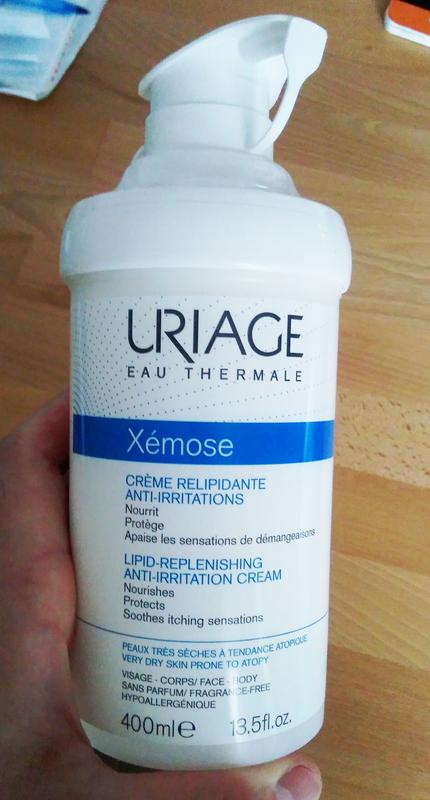 URIAGE
EAU THERMALE
Xémose
CRÈME RELIPIDANTE
ANTI-IRRITATIONS
Nourrit
Protège
Apaise les sensations de démangeaisons
LIPID-REPLENISHING
ANTI-IRRITATION CREAM
Nourishes
Protects
Soothes itching sensations
PEAUX TRÈS SÈCHES À TENDANCE ATOPIQUE
VERY DRY SKIN PRONE TO ATOPY
VISAGE - CORPS/ FACE - BODY
SANS PARFUM/ FRAGRANCE-FREE
HYPOALLERGÉNIQUE
400ml℮ 13.5fl.oz.